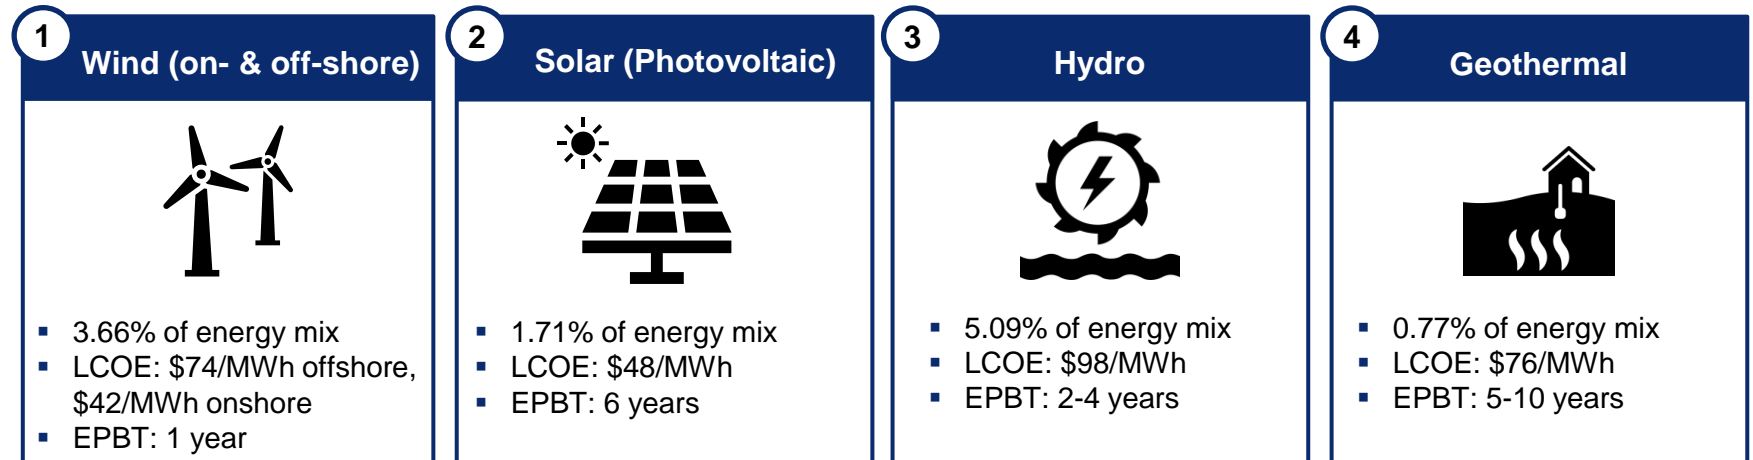 1
Wind (on- & off-shore)
▪ 3.66% of energy mix
▪ LCOE: $74/MWh offshore,
$42/MWh onshore
▪ EPBT: 1 year
2
Solar (Photovoltaic)
▪ 1.71% of energy mix
▪ LCOE: $48/MWh
▪ EPBT: 6 years
3
Hydro
▪ 5.09% of energy mix
▪ LCOE: $98/MWh
▪ EPBT: 2-4 years
4
Geothermal
▪ 0.77% of energy mix
▪ LCOE: $76/MWh
▪ EPBT: 5-10 years